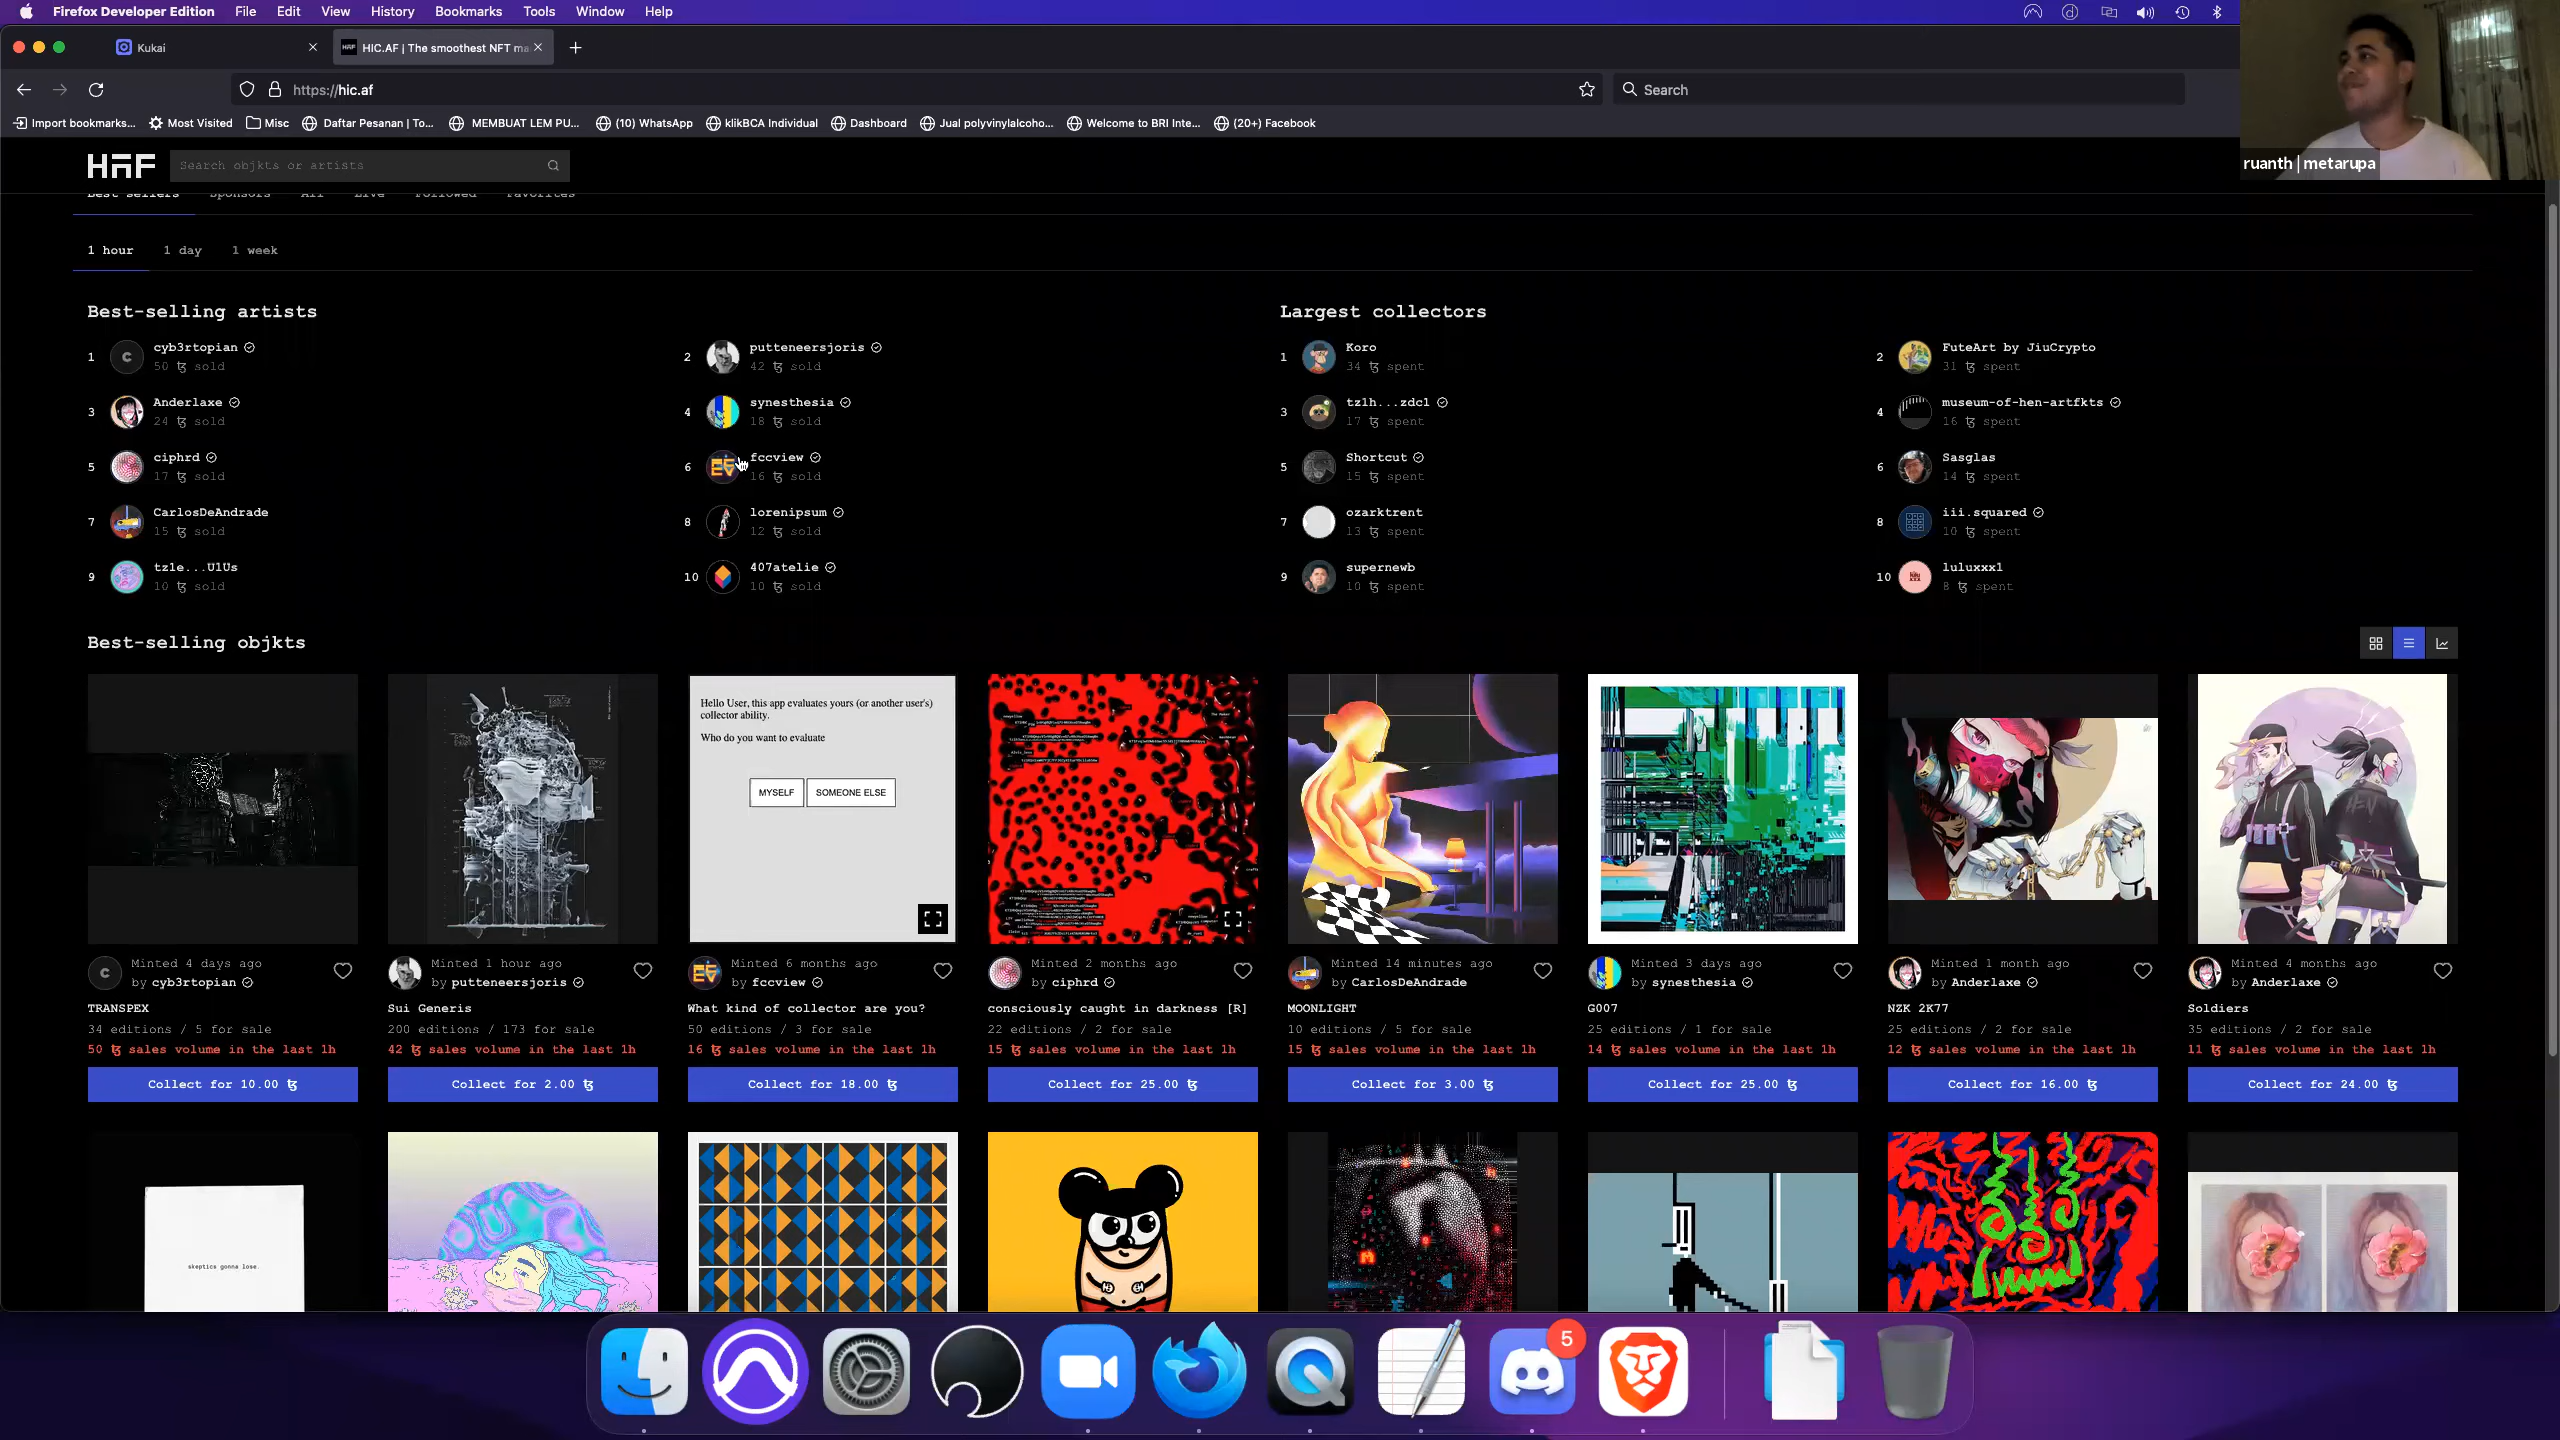 Firefox Developer Edition File Edit View History Bookmarks Tools Window Help
Kukai
HIC.AF | The smoothest NFT ma
https://hic.af
Search
Import bookmarks... Most Visited Misc Daftar Pesanan | To... MEMBUAT LEM PU... (10) WhatsApp klikBCA Individual Dashboard Jual polyvinylalcoho... Welcome to BRI Inte... (20+) Facebook
ruanth | metarupa
HAF Search objkts or artists
Best sellers Sponsors All Live Followed Favorites
1 hour 1 day 1 week
Best-selling artists
1 cyb3rtopian
50 ꜩ sold
2 putteneersjoris
42 ꜩ sold
3 Anderlaxe
24 ꜩ sold
4 synesthesia
18 ꜩ sold
5 ciphrd
17 ꜩ sold
6 fccview
16 ꜩ sold
7 CarlosDeAndrade
15 ꜩ sold
8 lorenipsum
12 ꜩ sold
9 tz1e...U1Us
10 ꜩ sold
10 407atelie
10 ꜩ sold
Largest collectors
1 Koro
34 ꜩ spent
2 FuteArt by JiuCrypto
31 ꜩ spent
3 tz1h...zdc1
17 ꜩ spent
4 museum-of-hen-artfkts
16 ꜩ spent
5 Shortcut
15 ꜩ spent
6 Sasglas
14 ꜩ spent
7 ozarktrent
13 ꜩ spent
8 iii.squared
10 ꜩ spent
9 supernewb
10 ꜩ spent
10 luluxxx1
8 ꜩ spent
Best-selling objkts
Hello User, this app evaluates yours (or another user's)
collector ability.
Who do you want to evaluate
MYSELF SOMEONE ELSE
C Minted 4 days ago
by cyb3rtopian
TRANSPEX
34 editions / 5 for sale
50 ꜩ sales volume in the last 1h
Collect for 10.00 ꜩ
Minted 1 hour ago
by putteneersjoris
Sui Generis
200 editions / 173 for sale
42 ꜩ sales volume in the last 1h
Collect for 2.00 ꜩ
Minted 6 months ago
by fccview
What kind of collector are you?
50 editions / 3 for sale
16 ꜩ sales volume in the last 1h
Collect for 18.00 ꜩ
Minted 2 months ago
by ciphrd
consciously caught in darkness [R]
22 editions / 2 for sale
15 ꜩ sales volume in the last 1h
Collect for 25.00 ꜩ
Minted 14 minutes ago
by CarlosDeAndrade
MOONLIGHT
10 editions / 5 for sale
15 ꜩ sales volume in the last 1h
Collect for 3.00 ꜩ
Minted 3 days ago
by synesthesia
G007
25 editions / 1 for sale
14 ꜩ sales volume in the last 1h
Collect for 25.00 ꜩ
Minted 1 month ago
by Anderlaxe
NZK 2K77
25 editions / 2 for sale
12 ꜩ sales volume in the last 1h
Collect for 16.00 ꜩ
Minted 4 months ago
by Anderlaxe
Soldiers
35 editions / 2 for sale
11 ꜩ sales volume in the last 1h
Collect for 24.00 ꜩ
skeptics gonna lose.
5